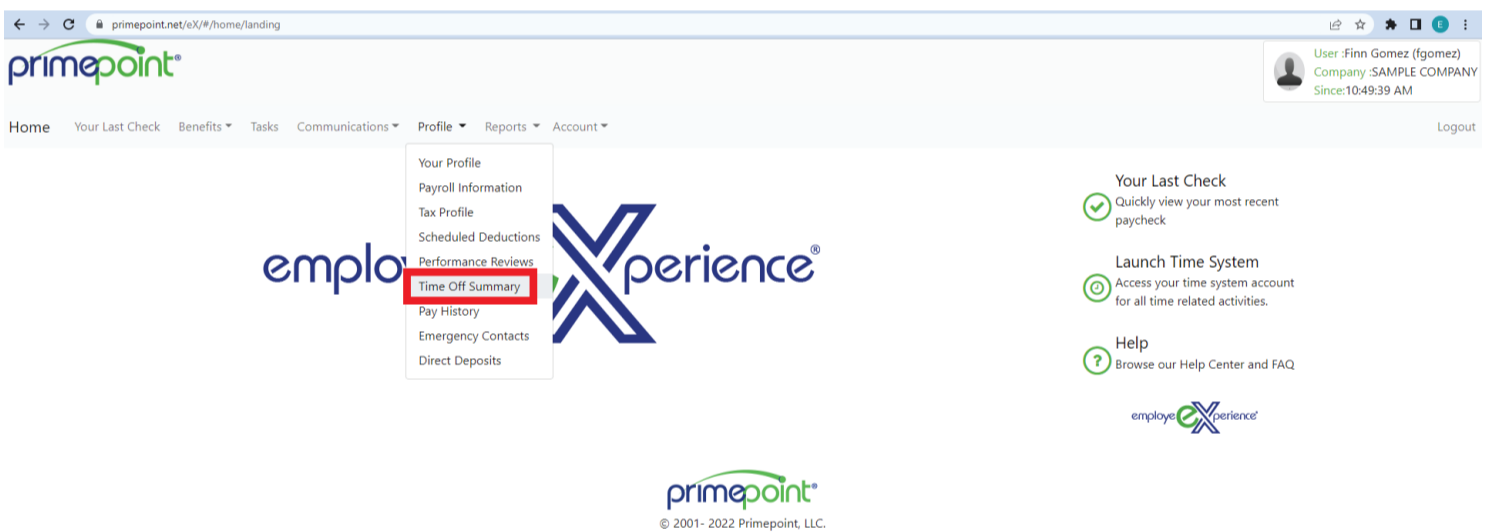 primepoint.net/eX/#/home/landing
E
primepoint®
User :Finn Gomez (fgomez)
Company :SAMPLE COMPANY
Since:10:49:39 AM
Home Your Last Check Benefits Tasks Communications Profile Reports Account Logout
Your Profile
Payroll Information
Tax Profile
Scheduled Deductions
Performance Reviews
Time Off Summary
Pay History
Emergency Contacts
Direct Deposits
emplo X perience®
Your Last Check
Quickly view your most recent
paycheck
Launch Time System
Access your time system account
for all time related activities.
?
Help
Browse our Help Center and FAQ
employeeXperience®
primepoint®
© 2001- 2022 Primepoint, LLC.